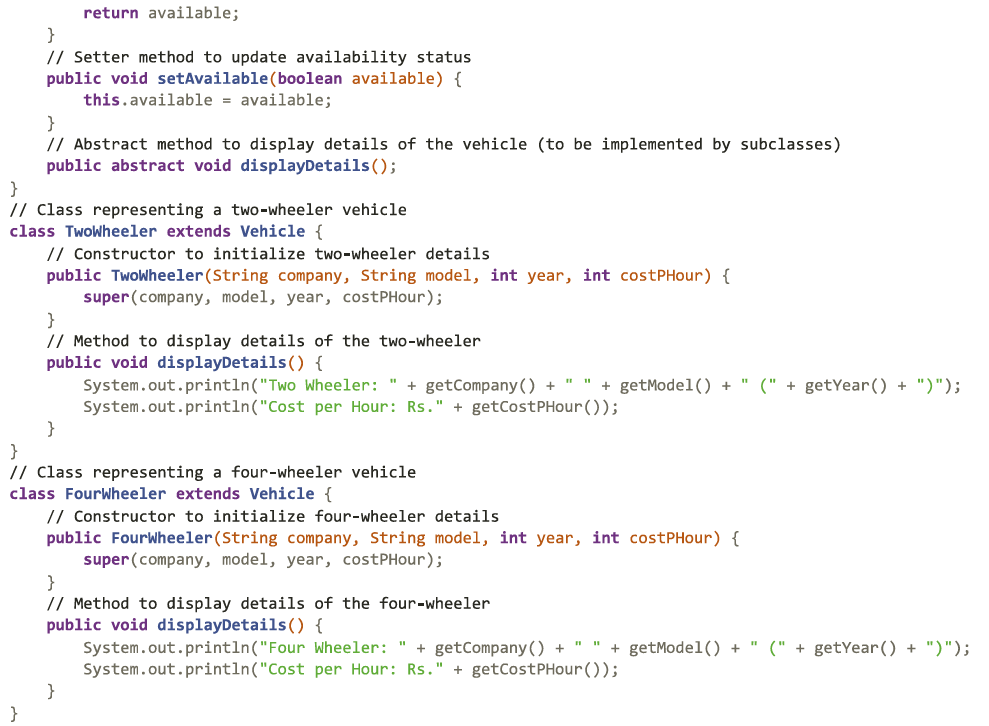 return available;
    }
    // Setter method to update availability status
    public void setAvailable(boolean available) {
        this.available = available;
    }
    // Abstract method to display details of the vehicle (to be implemented by subclasses)
    public abstract void displayDetails();
}
// Class representing a two-wheeler vehicle
class TwoWheeler extends Vehicle {
    // Constructor to initialize two-wheeler details
    public TwoWheeler(String company, String model, int year, int costPHour) {
        super(company, model, year, costPHour);
    }
    // Method to display details of the two-wheeler
    public void displayDetails() {
        System.out.println("Two Wheeler: " + getCompany() + " " + getModel() + " (" + getYear() + ")");
        System.out.println("Cost per Hour: Rs." + getCostPHour());
    }
}
// Class representing a four-wheeler vehicle
class FourWheeler extends Vehicle {
    // Constructor to initialize four-wheeler details
    public FourWheeler(String company, String model, int year, int costPHour) {
        super(company, model, year, costPHour);
    }
    // Method to display details of the four-wheeler
    public void displayDetails() {
        System.out.println("Four Wheeler: " + getCompany() + " " + getModel() + " (" + getYear() + ")");
        System.out.println("Cost per Hour: Rs." + getCostPHour());
    }
}